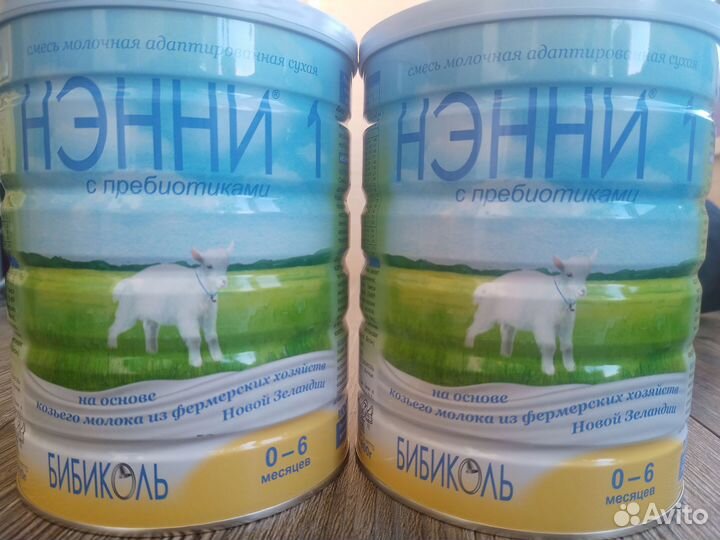 смесь молочная адаптированная сухая
НЭННИ® 1
с пребиотиками
на основе
козьего молока из фермерских хозяйств
Новой Зеландии
БИБИКОЛЬ
0–6
месяцев
смесь молочная адаптированная сухая
НЭННИ® 1
с пребиотиками
на основе
козьего молока из фермерских хозяйств
Новой Зеландии
БИБИКОЛЬ
0–6
месяцев
Avito